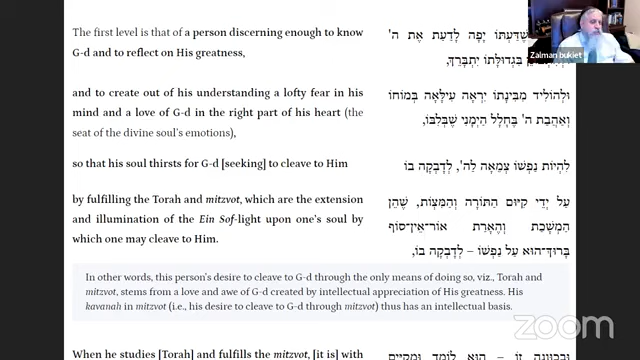 The first level is that of a person discerning enough to know
G-d and to reflect on His greatness,
שֶׁדַּעְתּוֹ יָפָה לָדַעַת אֶת ה'
בִּגְדוּלָּתוֹ יִתְבָּרֵךְ,
Zalman bukiet
and to create out of his understanding a lofty fear in his
mind and a love of G-d in the right part of his heart (the
seat of the divine soul's emotions),
וּלְהוֹלִיד מִבִּינָתוֹ יִרְאָה עִילָּאָה בְּמוֹחוֹ
וְאַהֲבַת ה' בֶּחָלָל הַיְמָנִי שֶׁבְּלִבּוֹ,
so that his soul thirsts for G-d [seeking] to cleave to Him
לִהְיוֹת נַפְשׁוֹ צְמֵאָה לַה', לְדָבְקָה בוֹ
by fulfilling the Torah and mitzvot, which are the extension
and illumination of the Ein Sof-light upon one's soul by
which one may cleave to Him.
עַל יְדֵי קִיּוּם הַתּוֹרָה וְהַמִּצְוֹת, שֶׁהֵן
הַמְשָׁכַת וְהֶאָרַת אוֹר־אֵין־סוֹף
בָּרוּךְ־הוּא עַל נַפְשׁוֹ – לְדָבְקָה בוֹ,
In other words, this person's desire to cleave to G-d through the only means of doing so, viz., Torah and
mitzvot, stems from a love and awe of G-d created by intellectual appreciation of His greatness. His
kavanah in mitzvot (i.e., his desire to cleave to G-d through mitzvot) thus has an intellectual basis.
When he studies [Torah] and fulfills the mitzvot, [it is] with
וּבְכַוָּונָה זוֹ – הוּא לוֹמֵד וּמְקַיֵּים
zoom